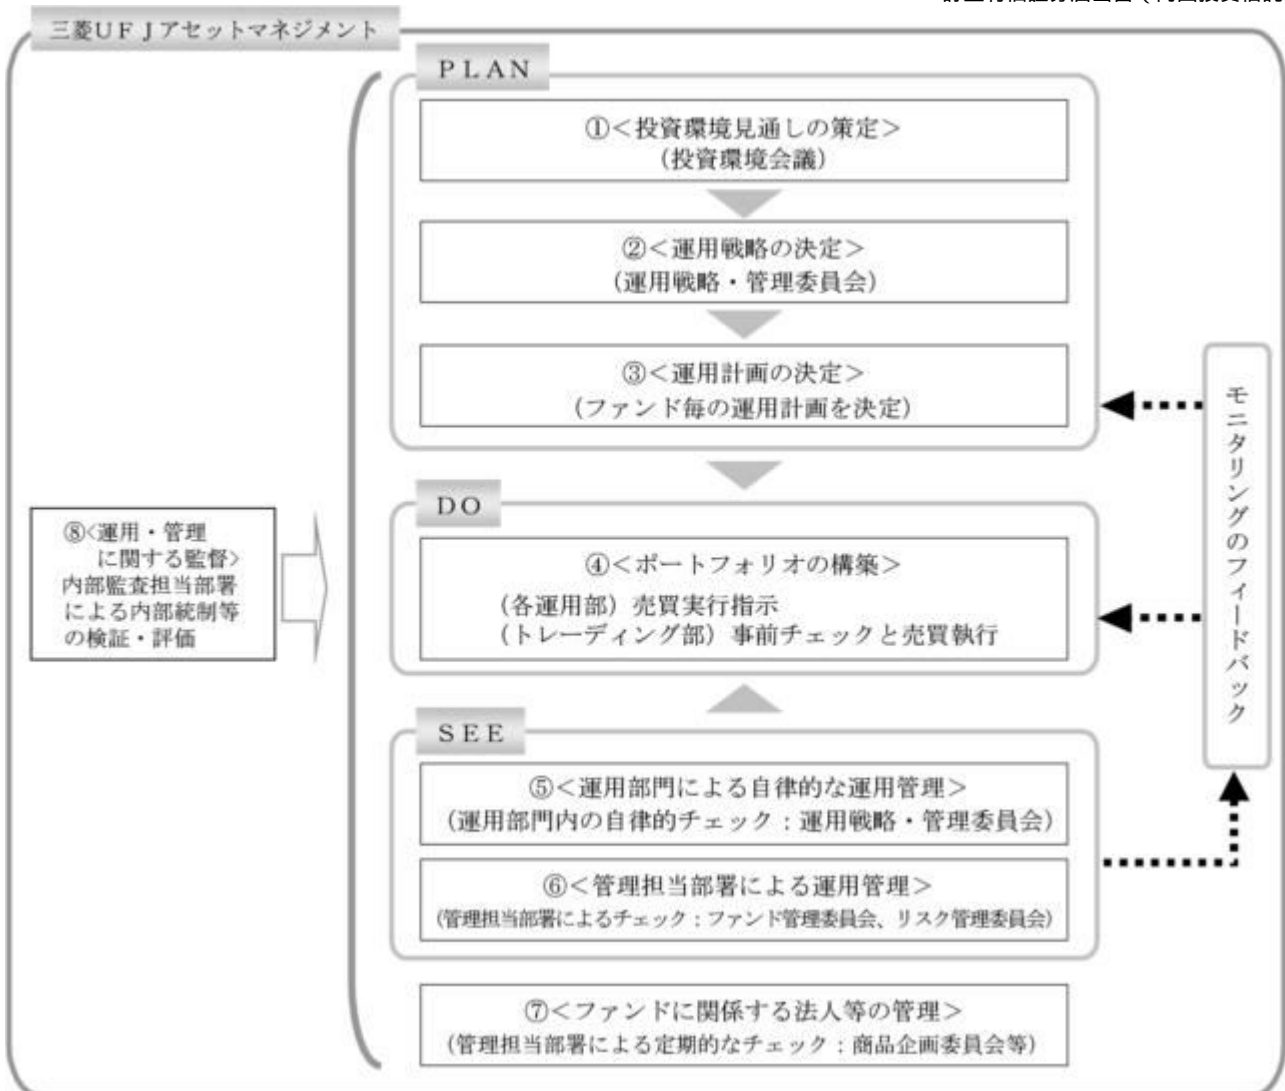 三菱UFJアセットマネジメント
PLAN
①<投資環境見通しの策定>
(投資環境会議)
②<運用戦略の決定>
(運用戦略・管理委員会)
③<運用計画の決定>
(ファンド毎の運用計画を決定)
モニタリングのフィードバック
DO
④<ポートフォリオの構築>
(各運用部)売買実行指示
(トレーディング部)事前チェックと売買執行
⑧<運用・管理
に関する監督>
内部監査担当部署
による内部統制等
の検証・評価
SEE
⑤<運用部門による自律的な運用管理>
(運用部門内の自律的チェック:運用戦略・管理委員会)
⑥<管理担当部署による運用管理>
(管理担当部署によるチェック:ファンド管理委員会、リスク管理委員会)
⑦<ファンドに関係する法人等の管理>
(管理担当部署による定期的なチェック:商品企画委員会等)